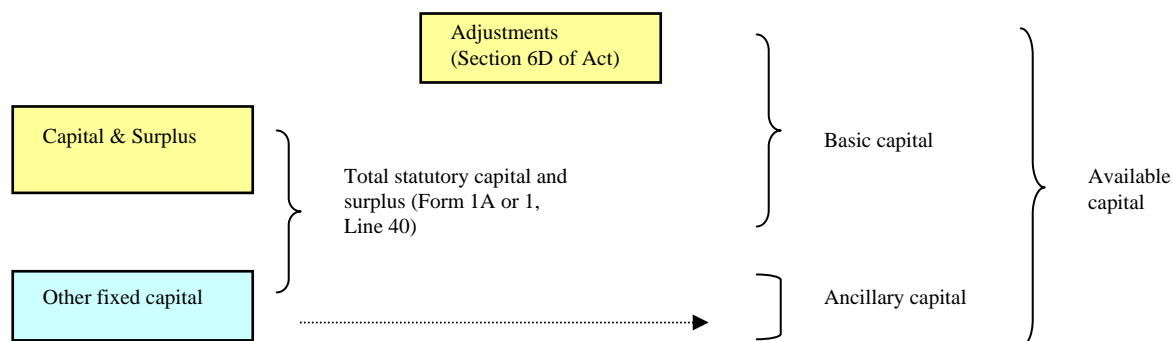 Adjustments
(Section 6D of Act)
Capital & Surplus
Basic capital
Total statutory capital and
surplus (Form 1A or 1,
Line 40)
Available
capital
Other fixed capital
Ancillary capital